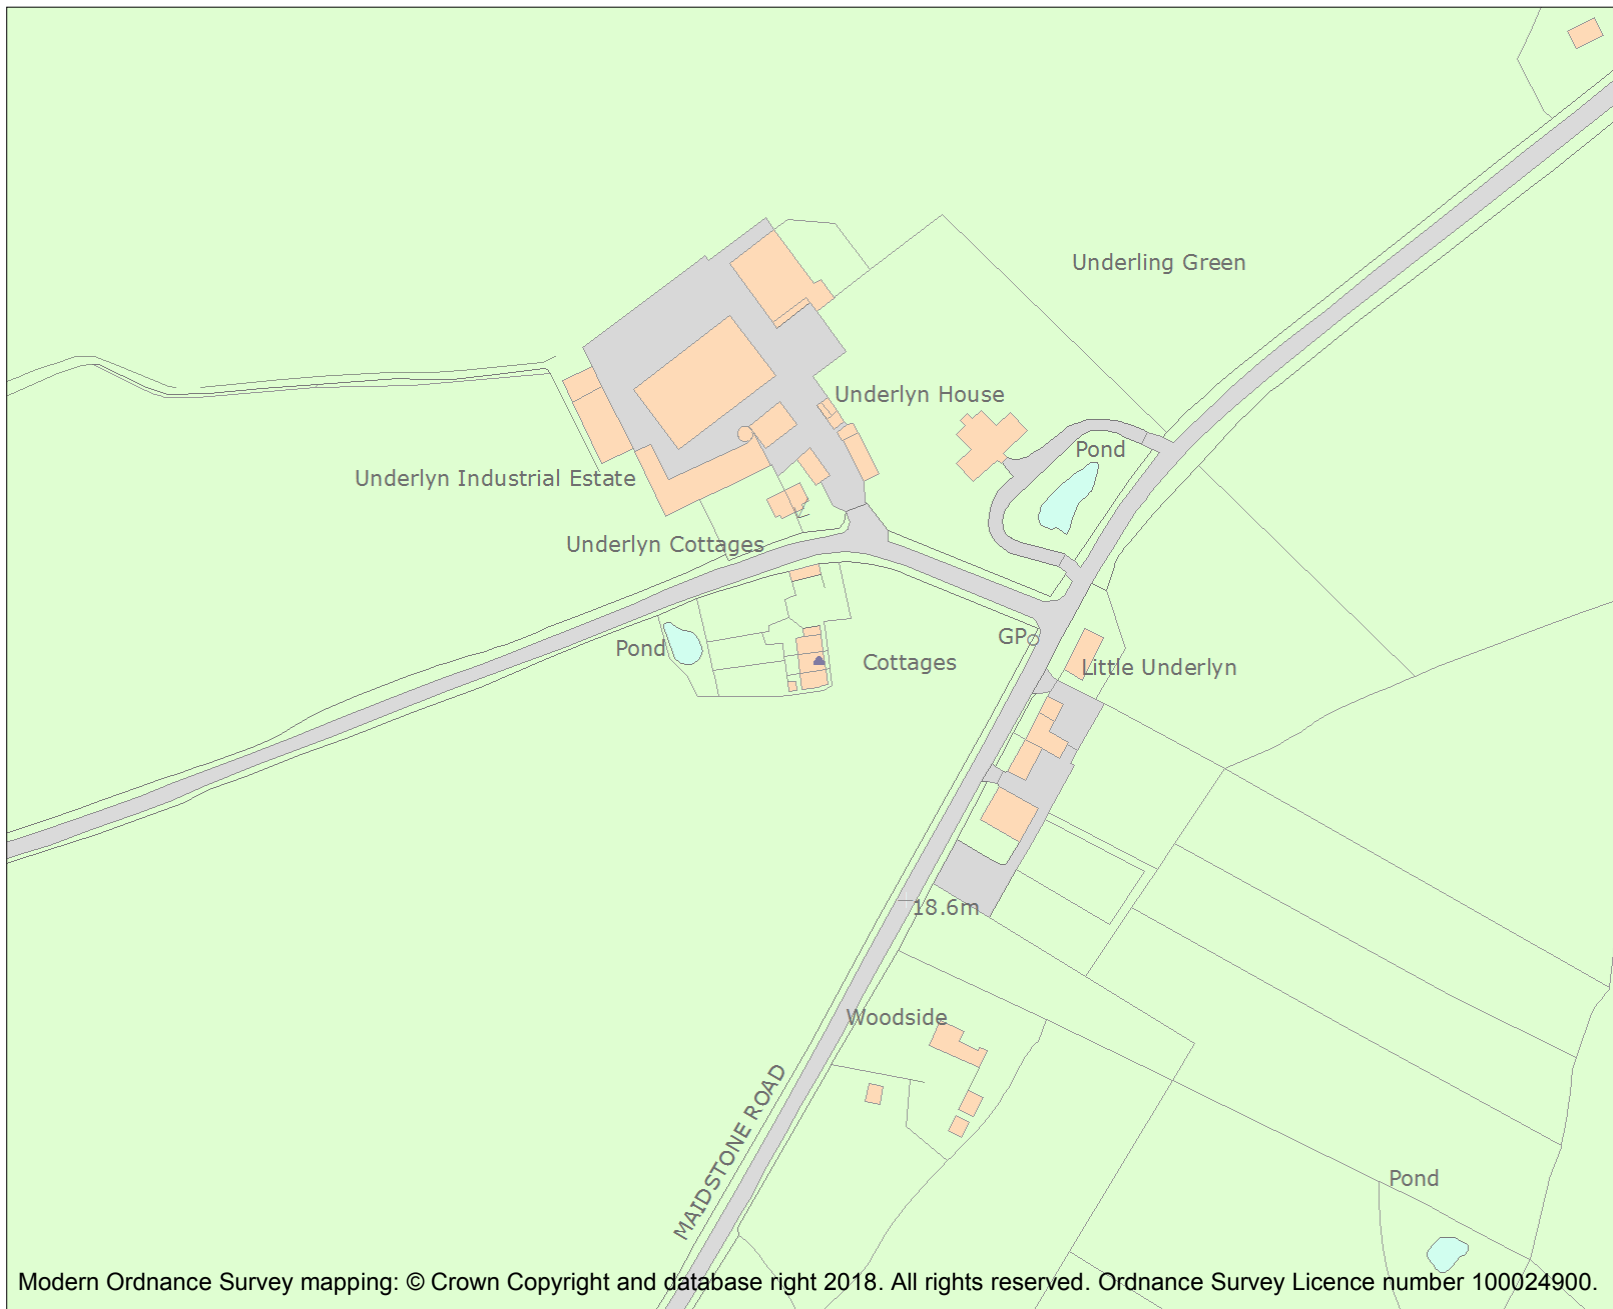 Underling Green
Underlyn House
Pond
Underlyn Industrial Estate
Underlyn Cottages
GP
Pond
Cottages
Little Underlyn
18.6m
Woodside
MAIDSTONE ROAD
Pond
Modern Ordnance Survey mapping: © Crown Copyright and database right 2018. All rights reserved. Ordnance Survey Licence number 100024900.